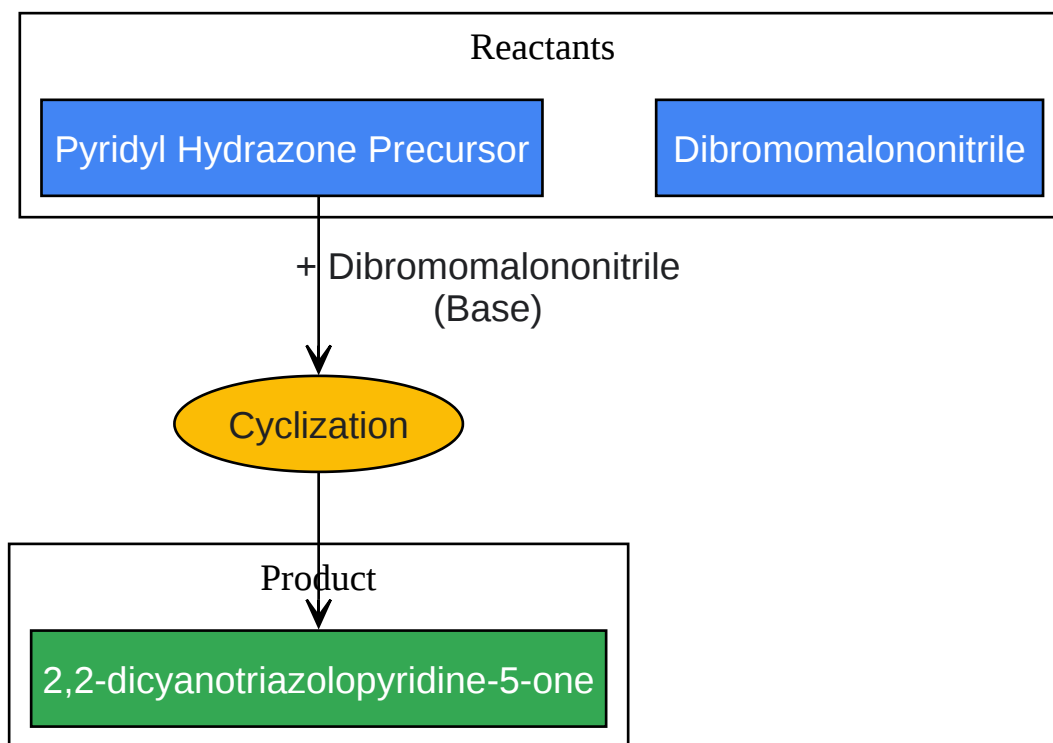 Reactants
Pyridyl Hydrazone Precursor
Dibromomalononitrile
+ Dibromomalononitrile
(Base)
Cyclization
Product
2,2-dicyanotriazolopyridine-5-one